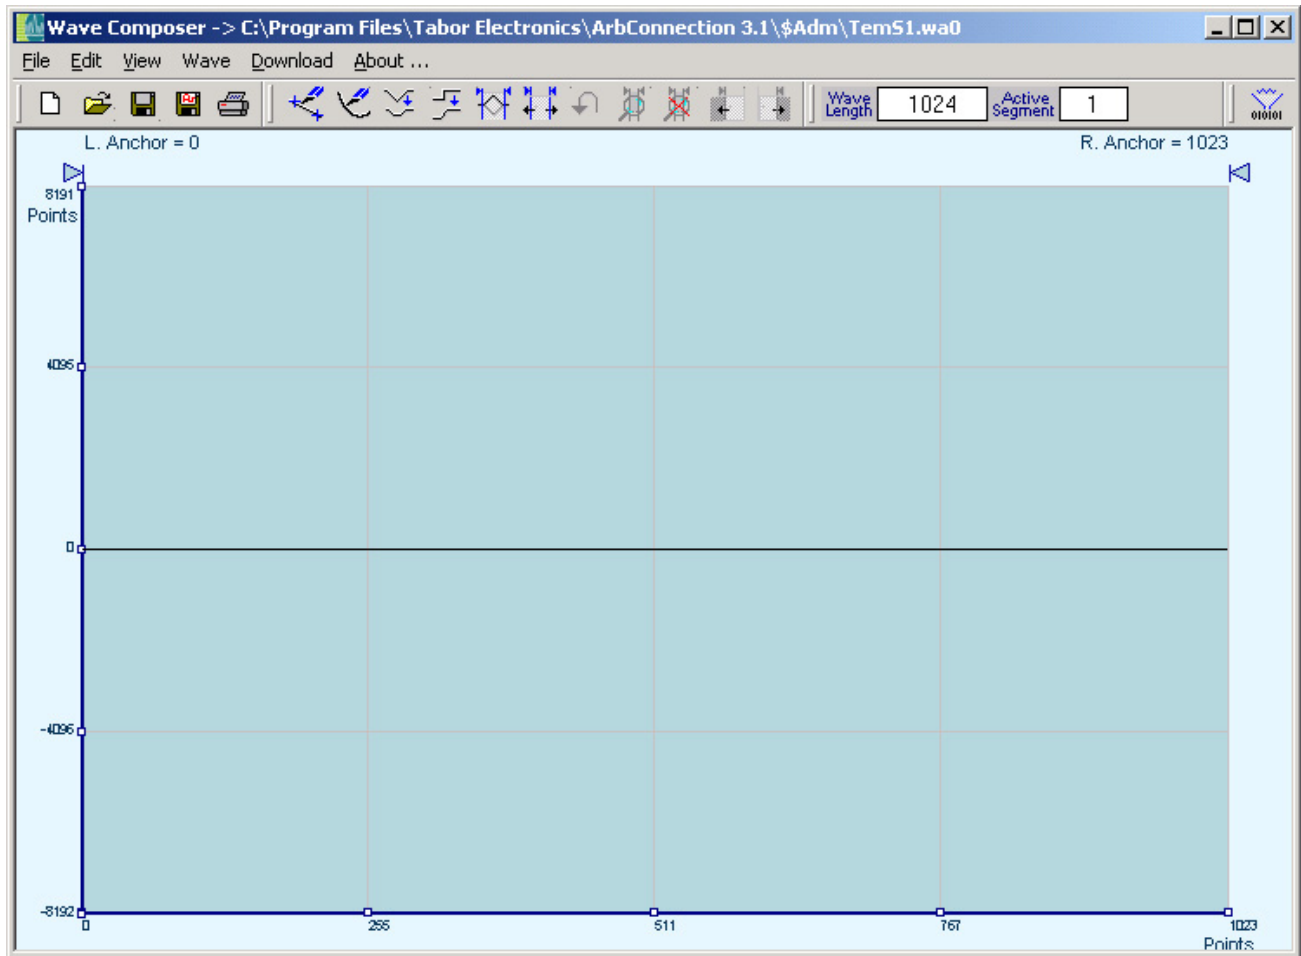 Wave Composer -> C:\Program Files\Tabor Electronics\ArbConnection 3.1\$Adm\TemS1.wa0
File Edit View Wave Download About ...
Wave Length 1024 Active Segment 1
010101
L. Anchor = 0 R. Anchor = 1023
8191
Points
4095
0
-4096
-8192
0 255 511 767 1023
Points